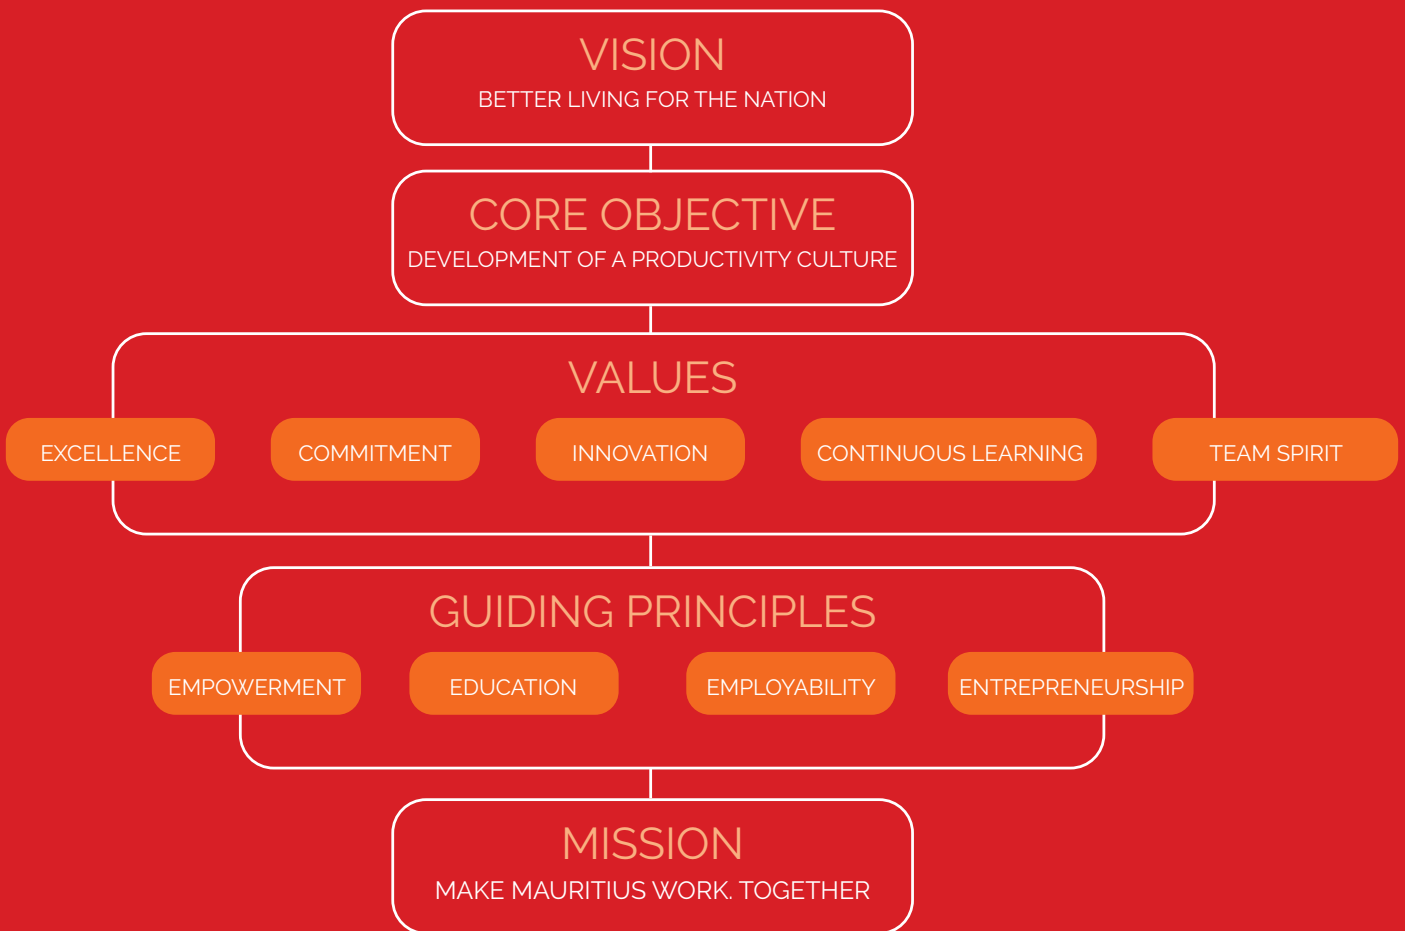 VISION
BETTER LIVING FOR THE NATION
CORE OBJECTIVE
DEVELOPMENT OF A PRODUCTIVITY CULTURE
VALUES
EXCELLENCE
COMMITMENT
INNOVATION
CONTINUOUS LEARNING
TEAM SPIRIT
GUIDING PRINCIPLES
EMPOWERMENT
EDUCATION
EMPLOYABILITY
ENTREPRENEURSHIP
MISSION
MAKE MAURITIUS WORK. TOGETHER